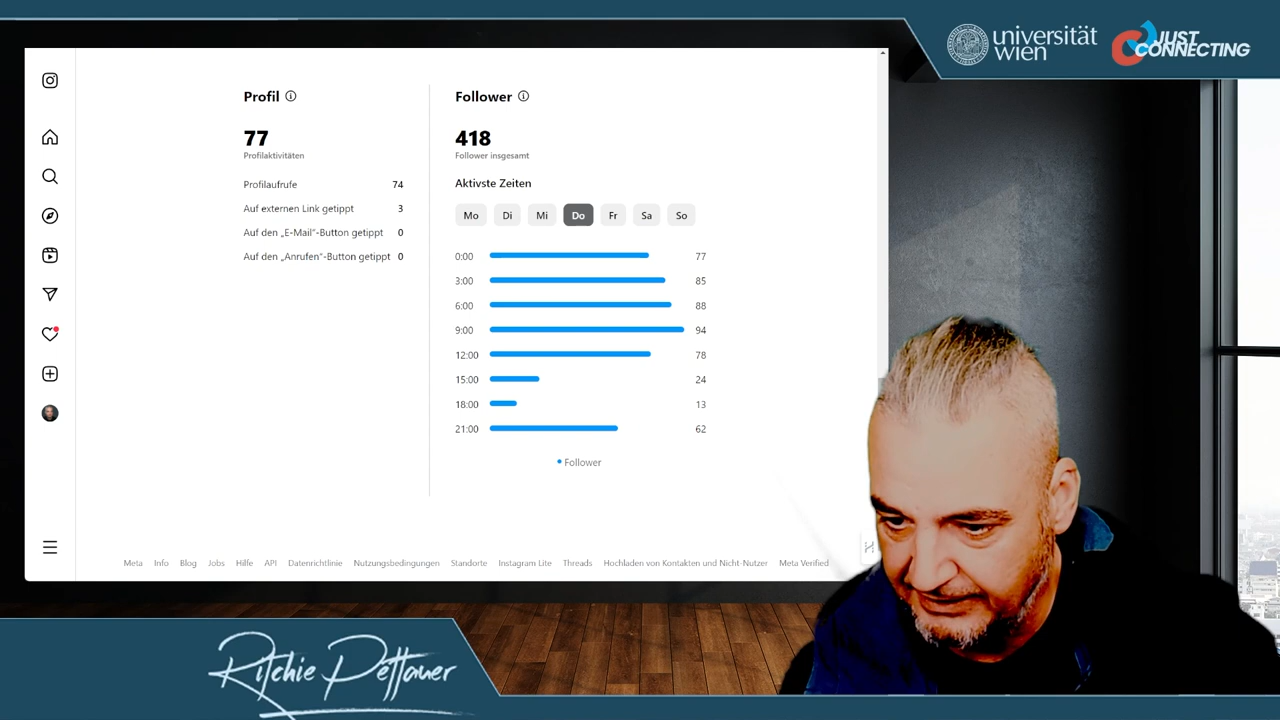 universität
wien
JUST
CONNECTING
Profil
77
Profilaktivitäten
Profilaufrufe 74
Auf externen Link getippt 3
Auf den „E-Mail“-Button getippt 0
Auf den „Anrufen“-Button getippt 0
Follower
418
Follower insgesamt
Aktivste Zeiten
Mo Di Mi Do Fr Sa So
0:00 77
3:00 85
6:00 88
9:00 94
12:00 78
15:00 24
18:00 13
21:00 62
Follower
Meta Info Blog Jobs Hilfe API Datenrichtlinie Nutzungsbedingungen Standorte Instagram Lite Threads Hochladen von Kontakten und Nicht-Nutzer Meta Verified
Ritchie Pettauer